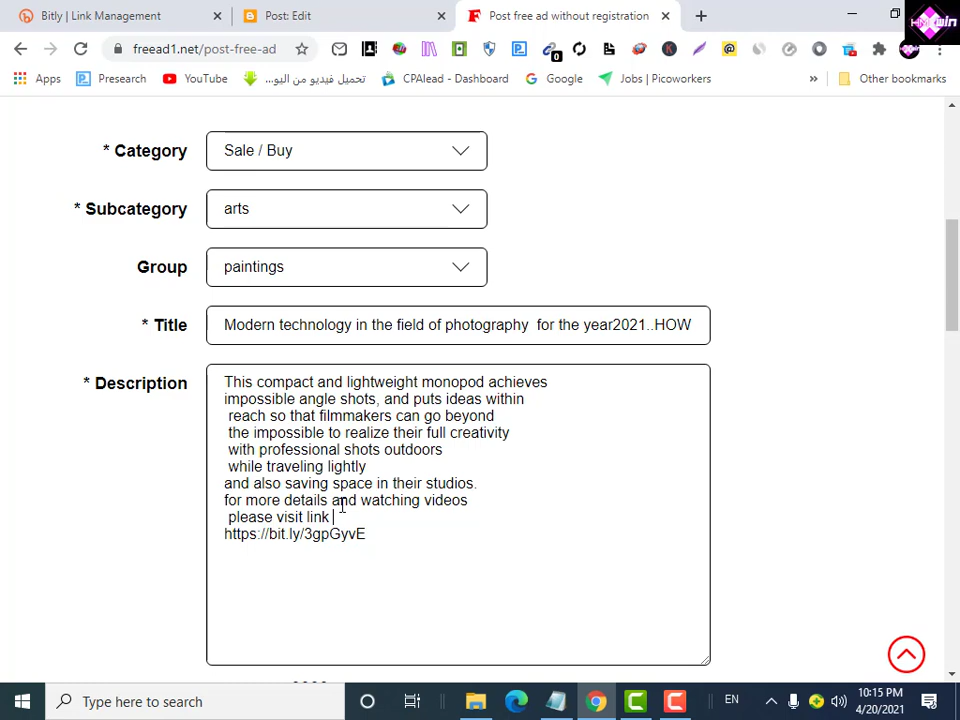 Bitly | Link Management
Post: Edit
Post free ad without registration
HM win
freead1.net/post-free-ad
Apps
Presearch
YouTube
تحميل فيديو من اليو...
CPAlead - Dashboard
Google
Jobs | Picoworkers
»
Other bookmarks
* Category
Sale / Buy
* Subcategory
arts
Group
paintings
* Title
Modern technology in the field of photography  for the year2021..HOW
* Description
This compact and lightweight monopod achieves
impossible angle shots, and puts ideas within
reach so that filmmakers can go beyond
the impossible to realize their full creativity
with professional shots outdoors
while traveling lightly
and also saving space in their studios.
for more details and watching videos
please visit link
https://bit.ly/3gpGyvE
Type here to search
EN
10:15 PM
4/20/2021